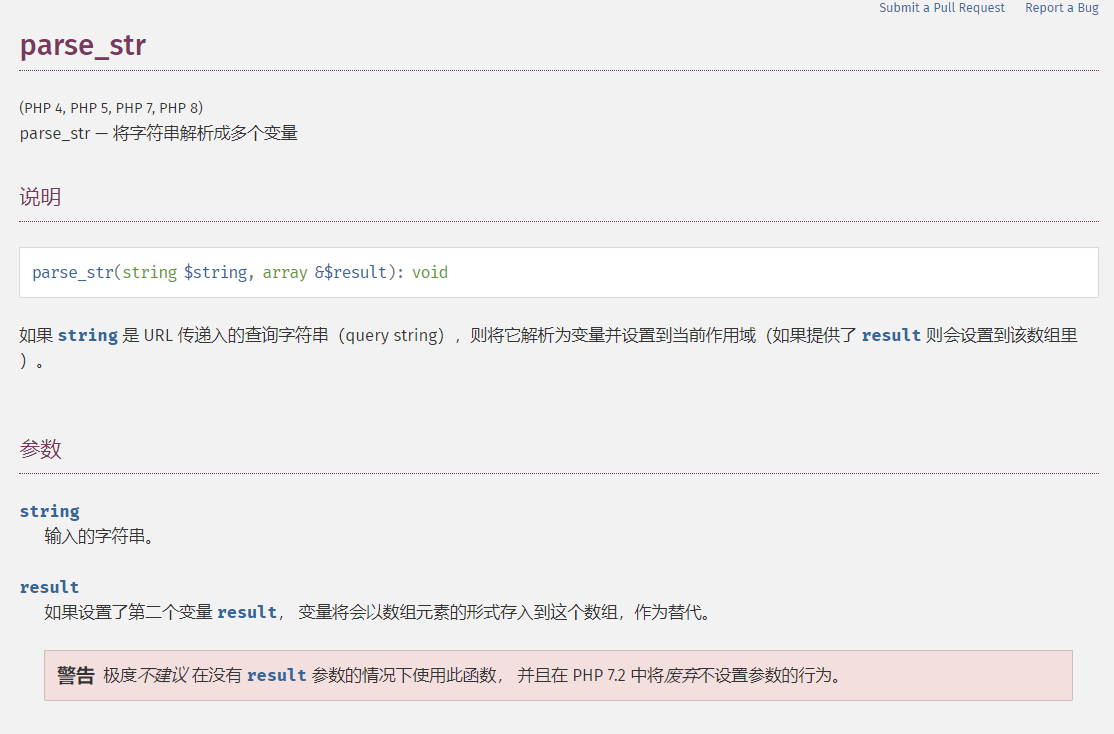 Submit a Pull Request Report a Bug
parse_str
(PHP 4, PHP 5, PHP 7, PHP 8)
parse_str — 将字符串解析成多个变量
说明
parse_str(string $string, array &$result): void
如果 string 是 URL 传递入的查询字符串（query string），则将它解析为变量并设置到当前作用域（如果提供了 result 则会设置到该数组里
）。
参数
string
输入的字符串。
result
如果设置了第二个变量 result， 变量将会以数组元素的形式存入到这个数组，作为替代。
警告 极度不建议 在没有 result 参数的情况下使用此函数， 并且在 PHP 7.2 中将废弃不设置参数的行为。